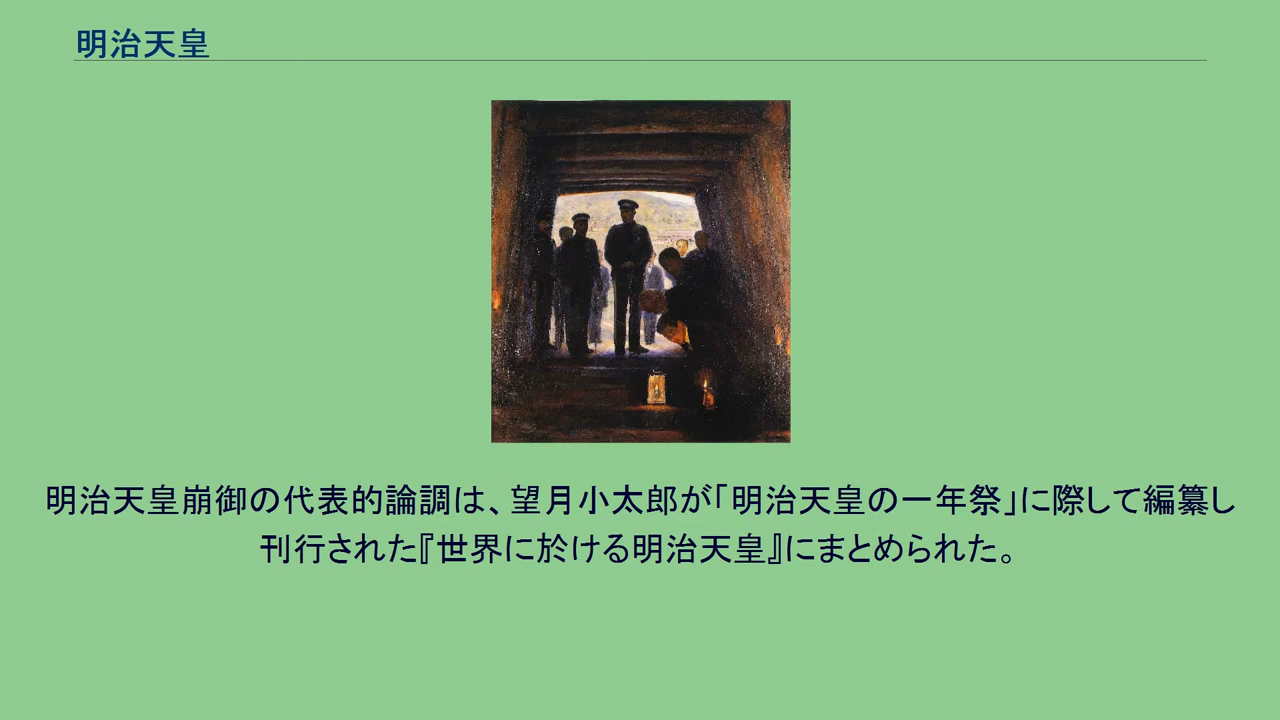 明治天皇
明治天皇崩御の代表的論調は、望月小太郎が「明治天皇の一年祭」に際して編纂し
刊行された『世界に於ける明治天皇』にまとめられた。